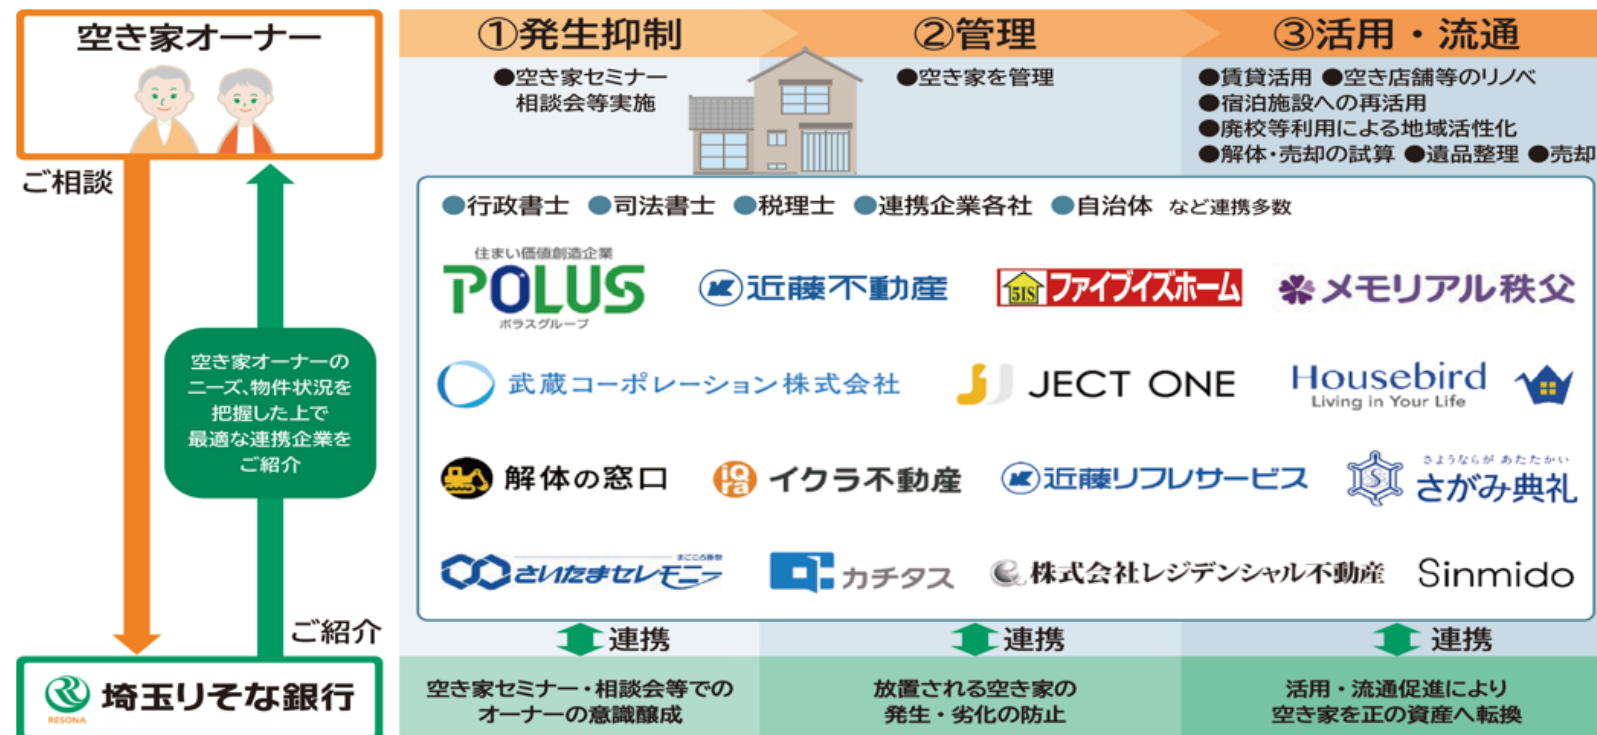 空き家オーナー
ご相談
空き家オーナーの
ニーズ、物件状況を
把握した上で
最適な連携企業を
ご紹介
ご紹介
RESONA
埼玉りそな銀行
①発生抑制
●空き家セミナー
相談会等実施
②管理
●空き家を管理
③活用・流通
●賃貸活用 ●空き店舗等のリノベ
●宿泊施設への再活用
●廃校等利用による地域活性化
●解体・売却の試算 ●遺品整理 ●売却
●行政書士 ●司法書士 ●税理士 ●連携企業各社 ●自治体 など連携多数
住まい価値創造企業
POLUS
ポラスグループ
近藤不動産
5IS ファイブイズホーム
メモリアル秩父
武蔵コーポレーション株式会社
JECT ONE
Housebird
Living in Your Life
解体の窓口
iQra イクラ不動産
近藤リフレサービス
さようならが あたたかい
さがみ典礼
まごころ葬祭
さいたまセレモニー
カチタス
株式会社レジデンシャル不動産
Sinmido
連携
連携
連携
空き家セミナー・相談会等での
オーナーの意識醸成
放置される空き家の
発生・劣化の防止
活用・流通促進により
空き家を正の資産へ転換